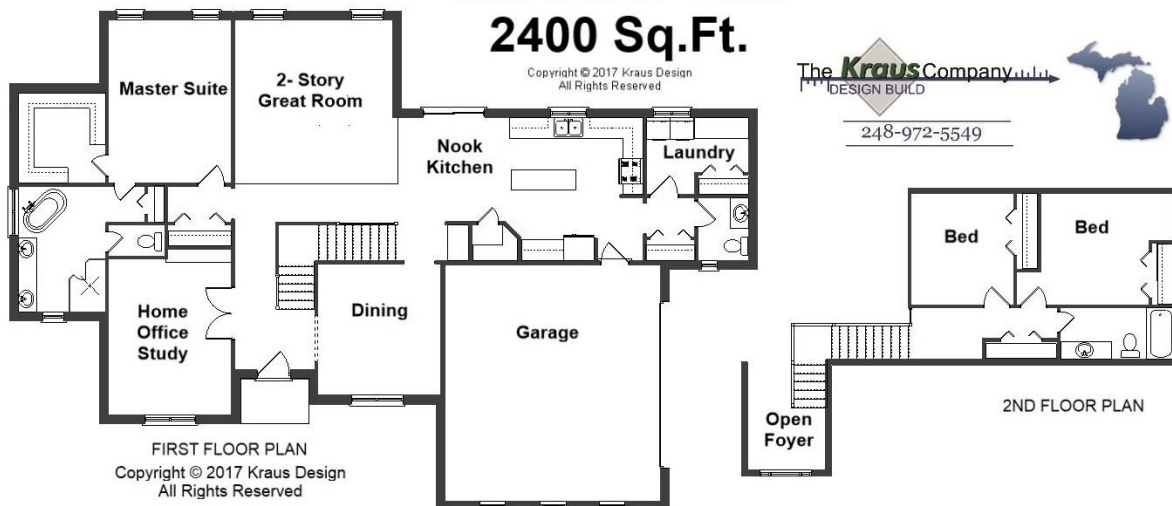 2400 Sq.Ft.
Copyright © 2017 Kraus Design
All Rights Reserved
The Kraus Company
DESIGN BUILD
248-972-5549
Master Suite
2- Story
Great Room
Nook
Kitchen
Laundry
Home
Office
Study
Dining
Garage
FIRST FLOOR PLAN
Copyright © 2017 Kraus Design
All Rights Reserved
Bed
Bed
Open
Foyer
2ND FLOOR PLAN